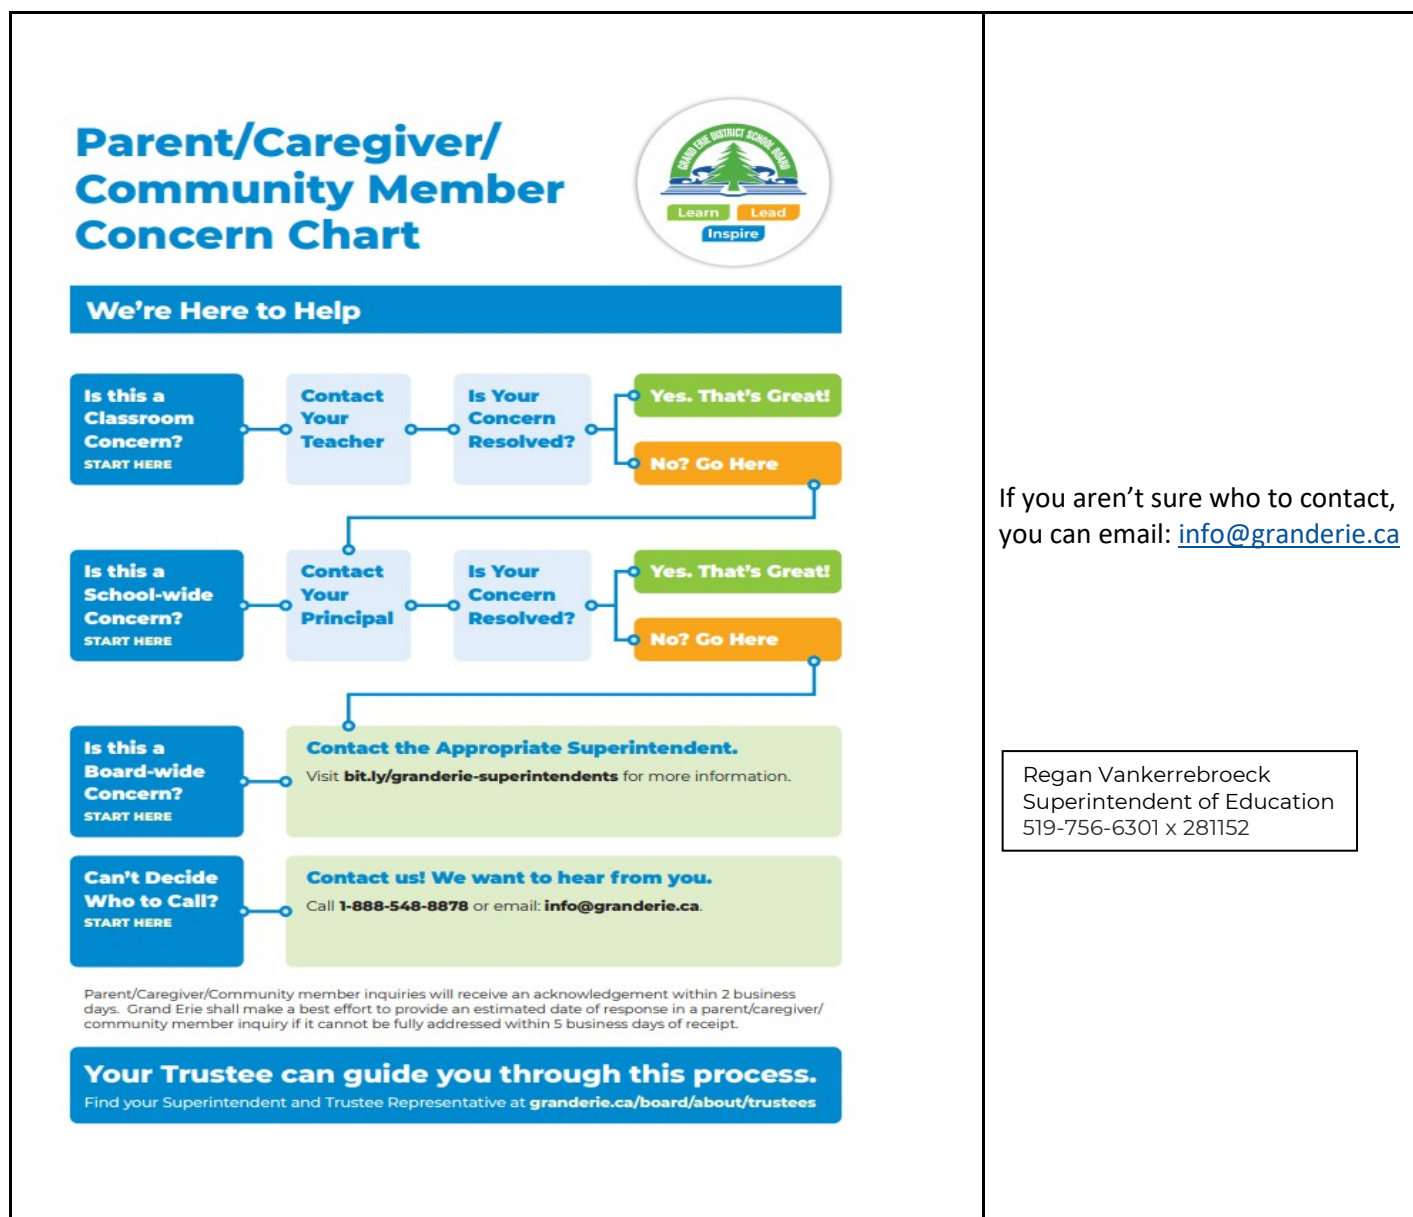 Parent/Caregiver/
Community Member
Concern Chart
GRAND ERIE DISTRICT SCHOOL BOARD
Learn
Lead
Inspire
We're Here to Help
Is this a
Classroom
Concern?
START HERE
Contact
Your
Teacher
Is Your
Concern
Resolved?
Yes. That's Great!
No? Go Here
Is this a
School-wide
Concern?
START HERE
Contact
Your
Principal
Is Your
Concern
Resolved?
Yes. That's Great!
No? Go Here
Is this a
Board-wide
Concern?
START HERE
Contact the Appropriate Superintendent.
Visit bit.ly/granderie-superintendents for more information.
Can't Decide
Who to Call?
START HERE
Contact us! We want to hear from you.
Call 1-888-548-8878 or email: info@granderie.ca.
Parent/Caregiver/Community member inquiries will receive an acknowledgement within 2 business
days. Grand Erie shall make a best effort to provide an estimated date of response in a parent/caregiver/
community member inquiry if it cannot be fully addressed within 5 business days of receipt.
Your Trustee can guide you through this process.
Find your Superintendent and Trustee Representative at granderie.ca/board/about/trustees
If you aren't sure who to contact,
you can email: info@granderie.ca
Regan Vankerrebroeck
Superintendent of Education
519-756-6301 x 281152